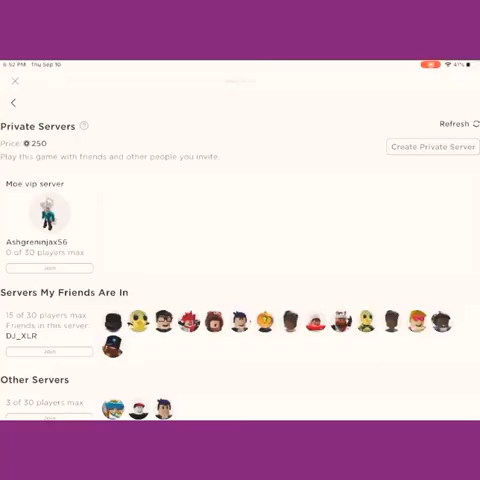 6:52 PM Thu Sep 10
41%
Private Servers
Refresh
Price: 250
Create Private Server
Play this game with friends and other people you invite.
Moe vip server
Ashgreninjax56
0 of 30 players max
Join
Servers My Friends Are In
15 of 30 players max
Friends in this server:
DJ_XLR
Join
Other Servers
3 of 30 players max